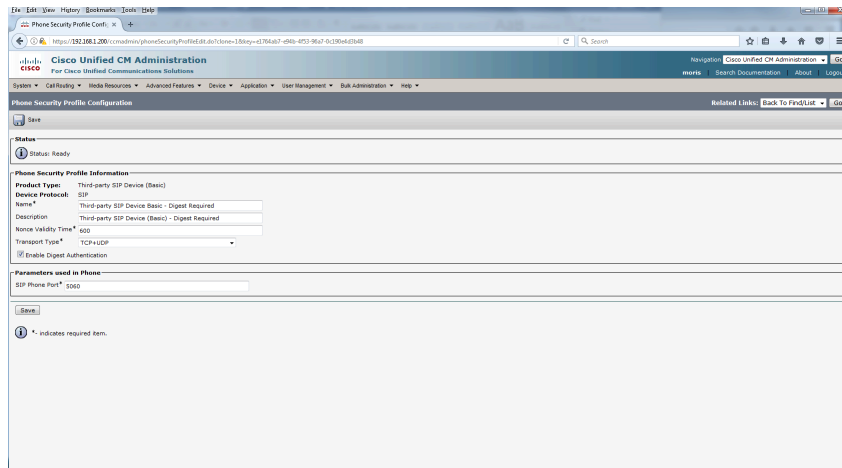 File Edit View History Bookmarks Tools Help
Phone Security Profile Confi... × +
https://192.168.1.200/ccmadmin/phoneSecurityProfileEdit.do?clone=1&key=e1764ab7-e94b-4f53-96a7-0c190e4d3b48 Search
cisco Cisco Unified CM Administration
For Cisco Unified Communications Solutions
Navigation Cisco Unified CM Administration Go
moris Search Documentation About Logou
System Call Routing Media Resources Advanced Features Device Application User Management Bulk Administration Help
Phone Security Profile Configuration Related Links: Back To Find/List Go
Save
Status
Status: Ready
Phone Security Profile Information
Product Type: Third-party SIP Device (Basic)
Device Protocol: SIP
Name* Third-party SIP Device Basic - Digest Required
Description Third-party SIP Device (Basic) - Digest Required
Nonce Validity Time* 600
Transport Type* TCP+UDP
Enable Digest Authentication
Parameters used in Phone
SIP Phone Port* 5060
Save
*- indicates required item.